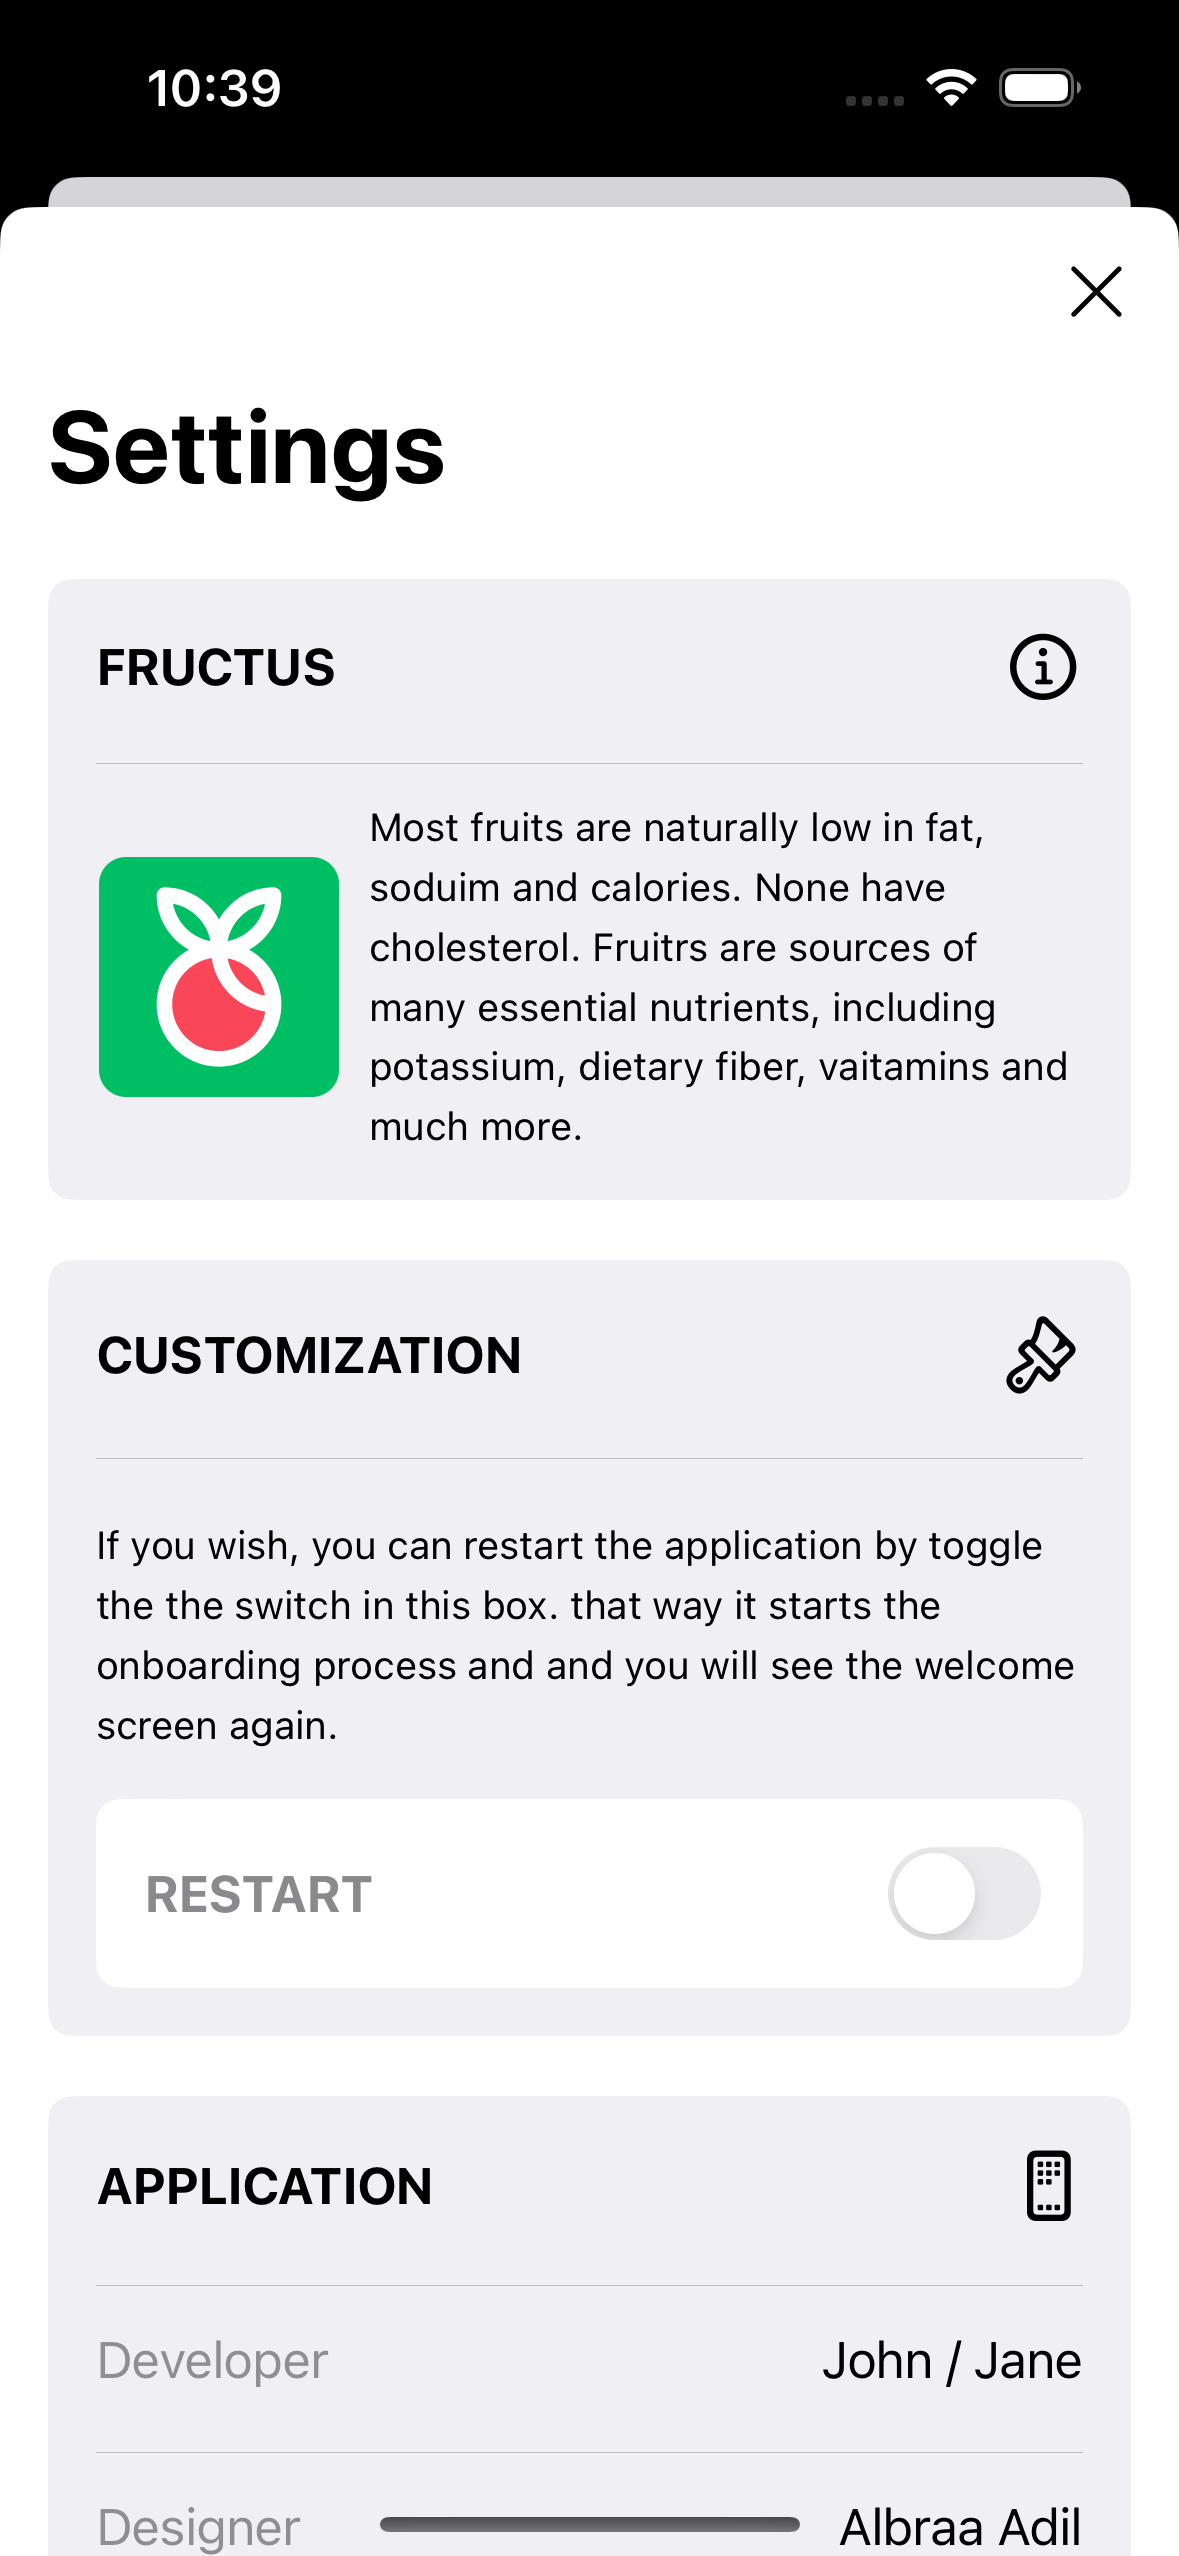 10:39
Settings
FRUCTUS
Most fruits are naturally low in fat,
soduim and calories. None have
cholesterol. Fruitrs are sources of
many essential nutrients, including
potassium, dietary fiber, vaitamins and
much more.
CUSTOMIZATION
If you wish, you can restart the application by toggle
the the switch in this box. that way it starts the
onboarding process and and you will see the welcome
screen again.
RESTART
APPLICATION
Developer John / Jane
Designer Albraa Adil